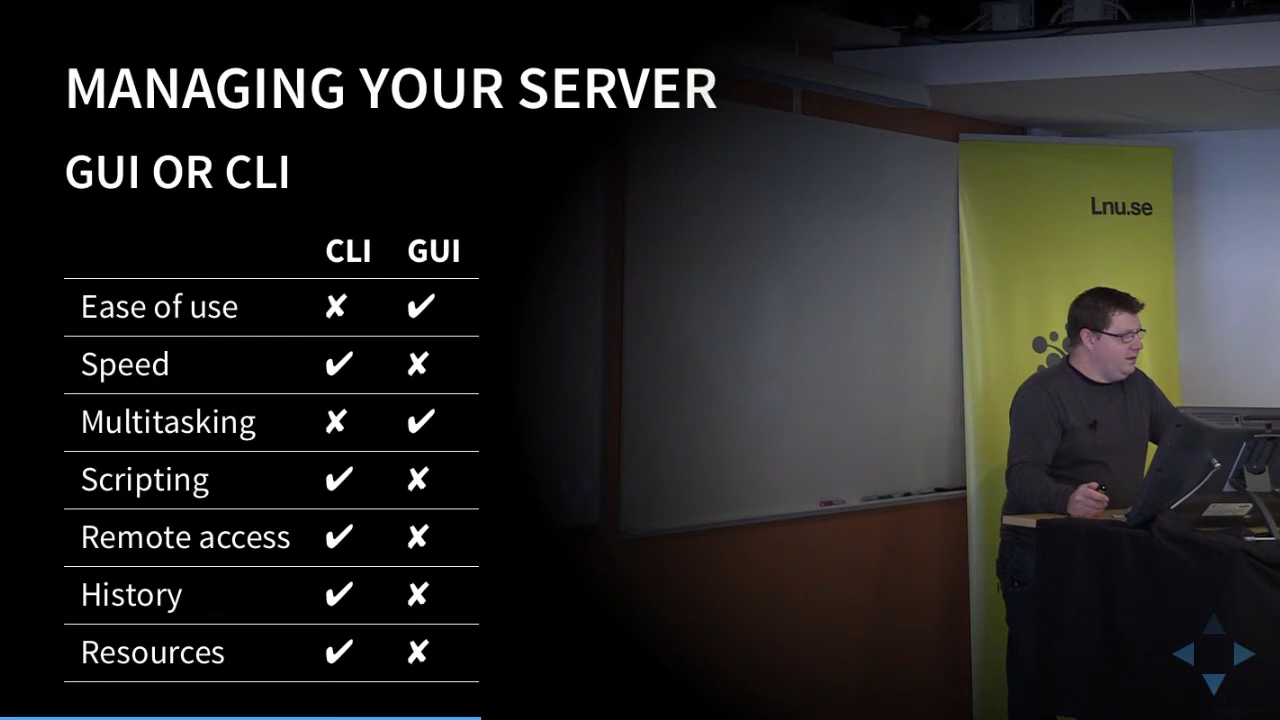 MANAGING YOUR SERVER
GUI OR CLI
CLI GUI
Ease of use ✘ ✔
Speed ✔ ✘
Multitasking ✘ ✔
Scripting ✔ ✘
Remote access ✔ ✘
History ✔ ✘
Resources ✔ ✘
Lnu.se